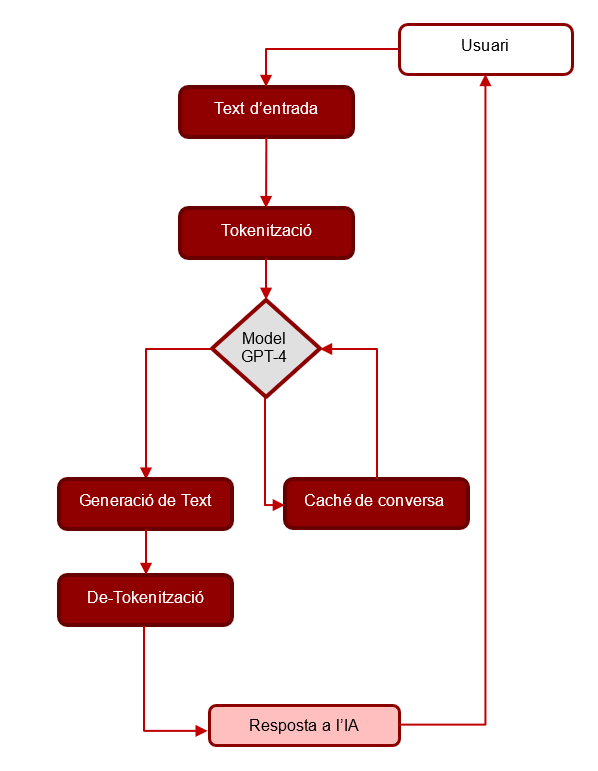 Usuari
Text d’entrada
Tokenització
Model
GPT-4
Generació de Text
Caché de conversa
De-Tokenització
Resposta a l’IA